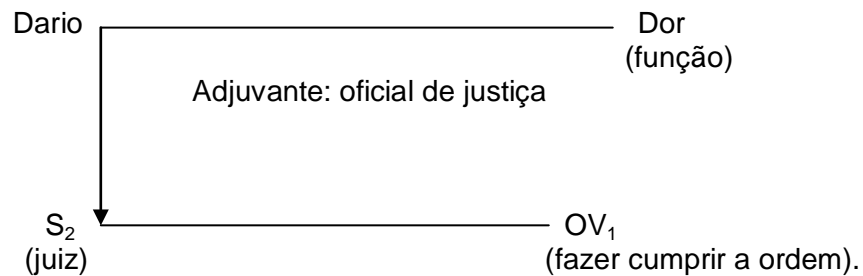 Dario Dor
(função)
Adjuvante: oficial de justiça
S₂ OV₁
(juiz) (fazer cumprir a ordem).